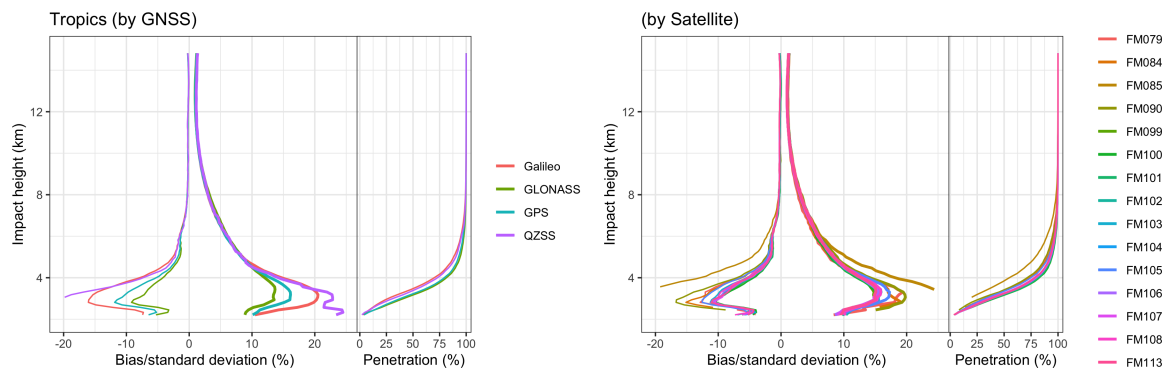 Tropics (by GNSS)
Impact height (km)
12
8
4
-20 -10 0 10 20 0 25 50 75 100
Bias/standard deviation (%) Penetration (%)
Galileo
GLONASS
GPS
QZSS
(by Satellite)
Impact height (km)
12
8
4
-20 -10 0 10 20 0 25 50 75 100
Bias/standard deviation (%) Penetration (%)
FM079
FM084
FM085
FM090
FM099
FM100
FM101
FM102
FM103
FM104
FM105
FM106
FM107
FM108
FM113